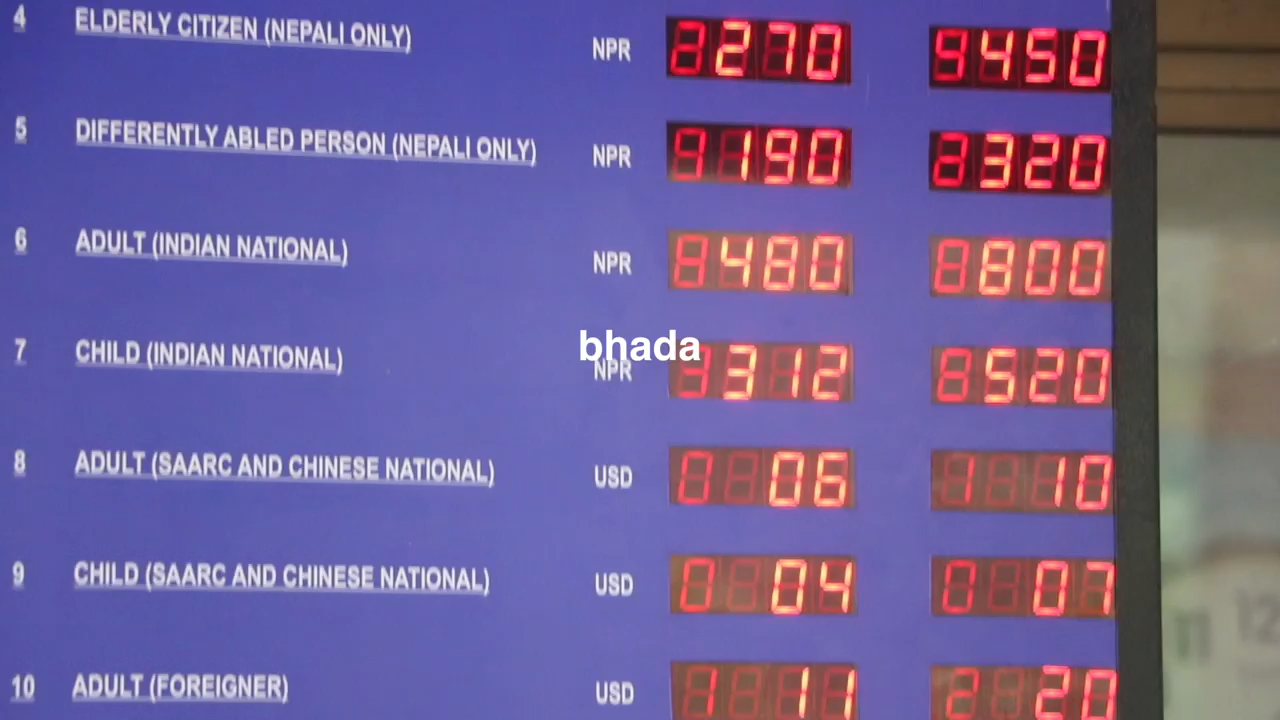 4 ELDERLY CITIZEN (NEPALI ONLY) NPR 270 450
5 DIFFERENTLY ABLED PERSON (NEPALI ONLY) NPR 190 320
6 ADULT (INDIAN NATIONAL) NPR 480 800
bhada
7 CHILD (INDIAN NATIONAL) NPR 312 520
8 ADULT (SAARC AND CHINESE NATIONAL) USD 06 10
9 CHILD (SAARC AND CHINESE NATIONAL) USD 04 07
10 ADULT (FOREIGNER) USD 11 20
11 12